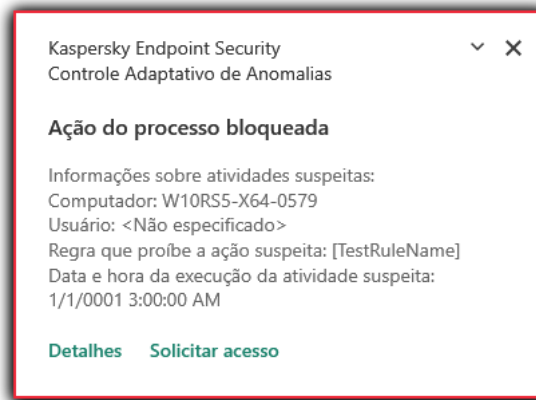 Kaspersky Endpoint Security
Controle Adaptativo de Anomalias
Ação do processo bloqueada
Informações sobre atividades suspeitas:
Computador: W10RS5-X64-0579
Usuário: <Não especificado>
Regra que proíbe a ação suspeita: [TestRuleName]
Data e hora da execução da atividade suspeita:
1/1/0001 3:00:00 AM
Detalhes Solicitar acesso